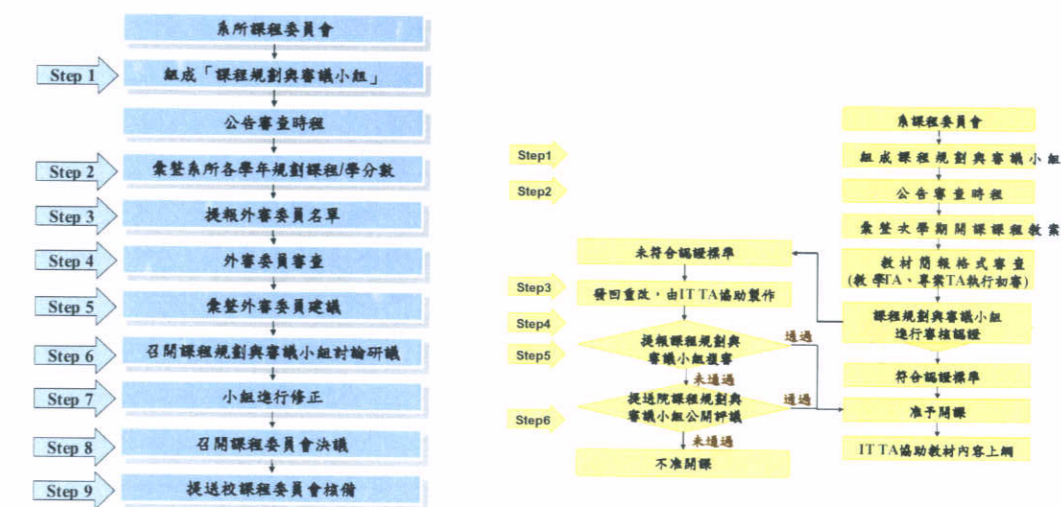 系所課程委員會
Step 1
組成「課程規劃與審議小組」
公告審查時程
Step 2
彙整系所各學年規劃課程/學分數
Step 3
提報外審委員名單
Step 4
外審委員審查
Step 5
彙整外審委員建議
Step 6
召開課程規劃與審議小組討論研議
Step 7
小組進行修正
Step 8
召開課程委員會決議
Step 9
提送校課程委員會核備
系課程委員會
Step1
組成課程規劃與審議小組
Step2
公告審查時程
彙整次學期開課課程教案
教材簡報格式審查
(教學TA、專案TA執行初審)
課程規劃與審議小組
進行審核認證
符合認證標準
准予開課
IT TA協助教材內容上網
未符合認證標準
Step3
發回重改,由IT TA協助製作
Step4
提報課程規劃與
審議小組複審
Step5
通過
未通過
提送院課程規劃與
審議小組公開評議
Step6
通過
未通過
不准開課